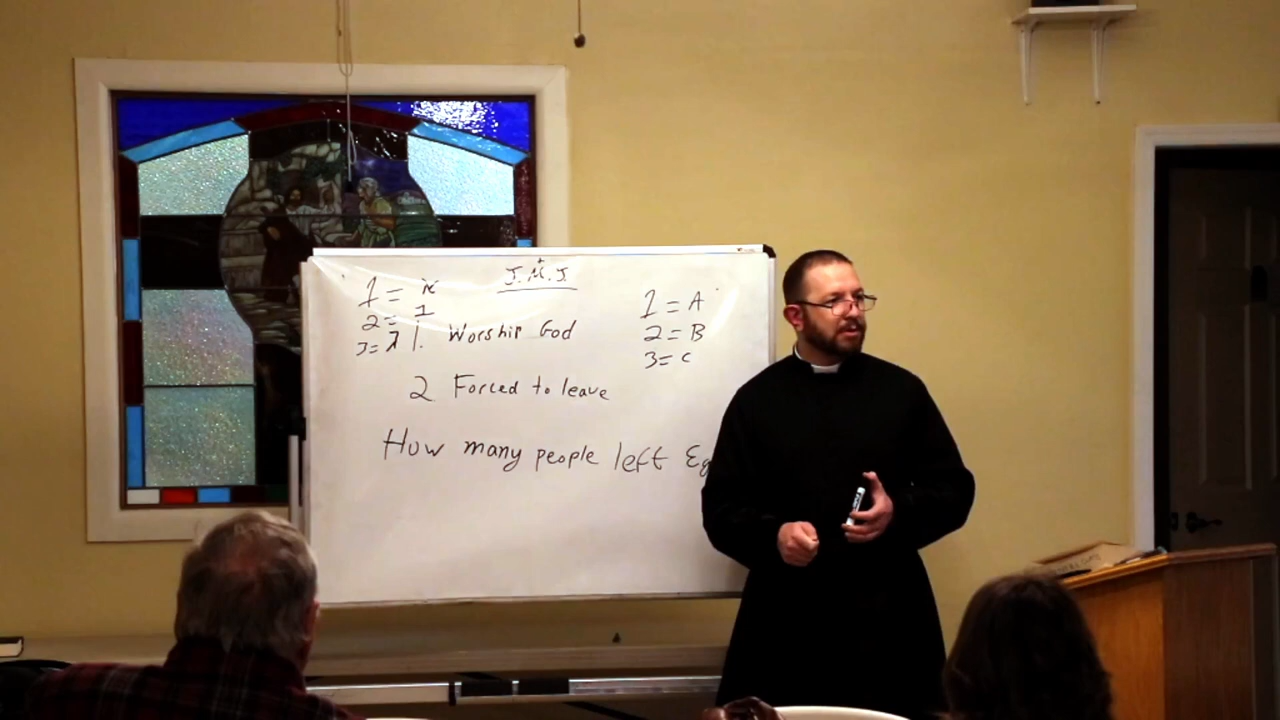 J.M.J.
1 = א
2 =
3 =
1. Worship God
1 = A
2 = B
3 = C
2 Forced to leave
How many people left Eg